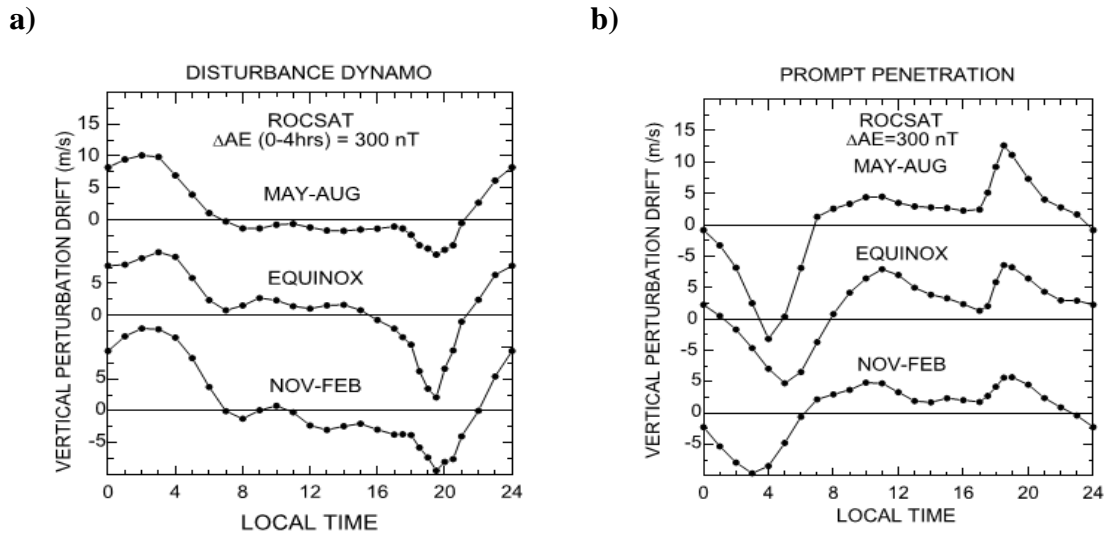 a)
DISTURBANCE DYNAMO
ROCSAT
ΔAE (0-4hrs) = 300 nT
MAY-AUG
EQUINOX
NOV-FEB
VERTICAL PERTURBATION DRIFT (m/s)
15
10
5
0
5
0
5
0
-5
0 4 8 12 16 20 24
LOCAL TIME
b)
PROMPT PENETRATION
ROCSAT
ΔAE=300 nT
MAY-AUG
EQUINOX
NOV-FEB
VERTICAL PERTURBATION DRIFT (m/s)
15
10
5
0
-5
5
0
-5
5
0
-5
0 4 8 12 16 20 24
LOCAL TIME